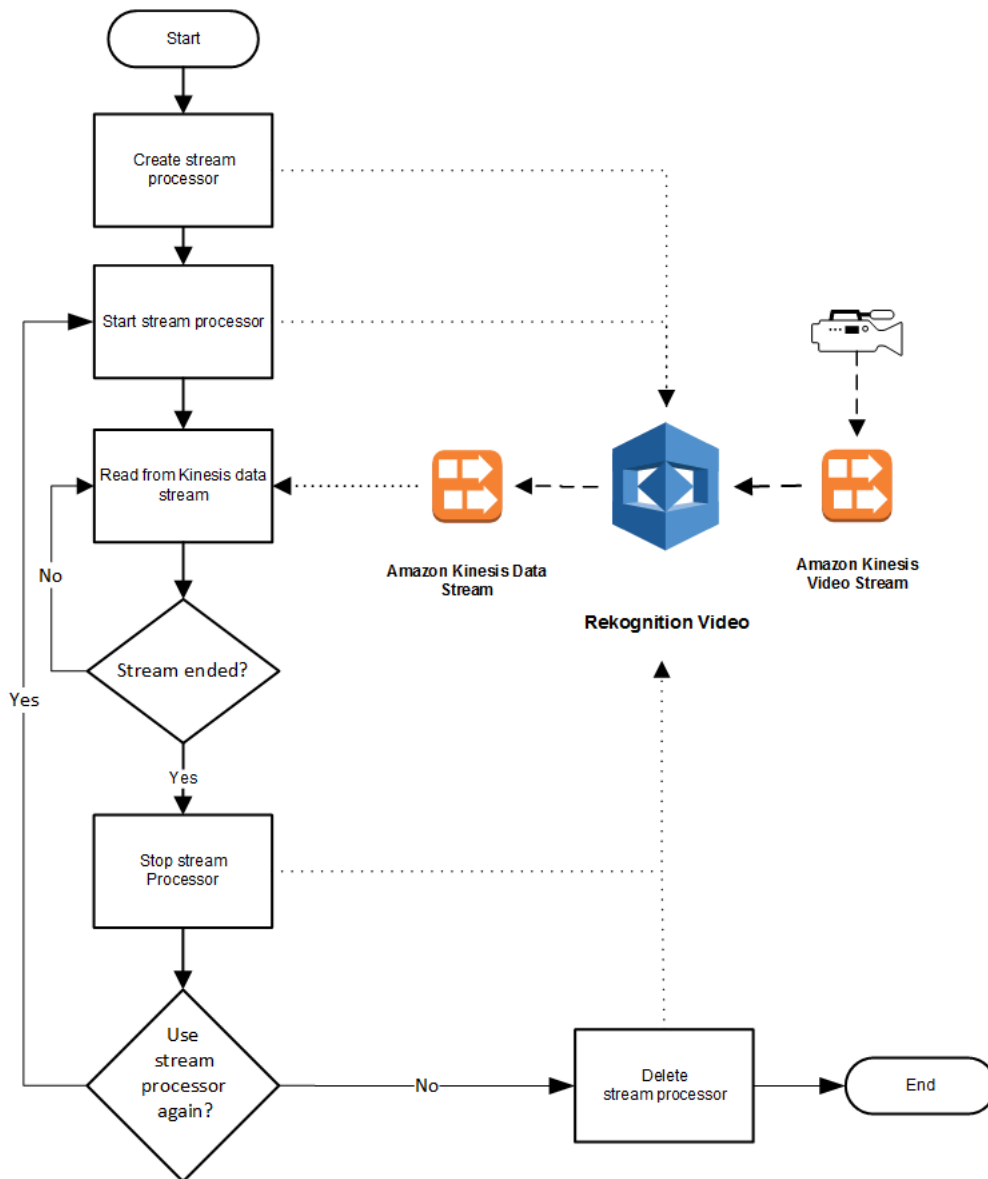 Start
Create stream
processor
Start stream processor
Read from Kinesis data
stream
No
Amazon Kinesis Data
Stream
Rekognition Video
Amazon Kinesis
Video Stream
Stream ended?
Yes
Yes
Stop stream
Processor
Use
stream
processor
again?
No
Delete
stream processor
End